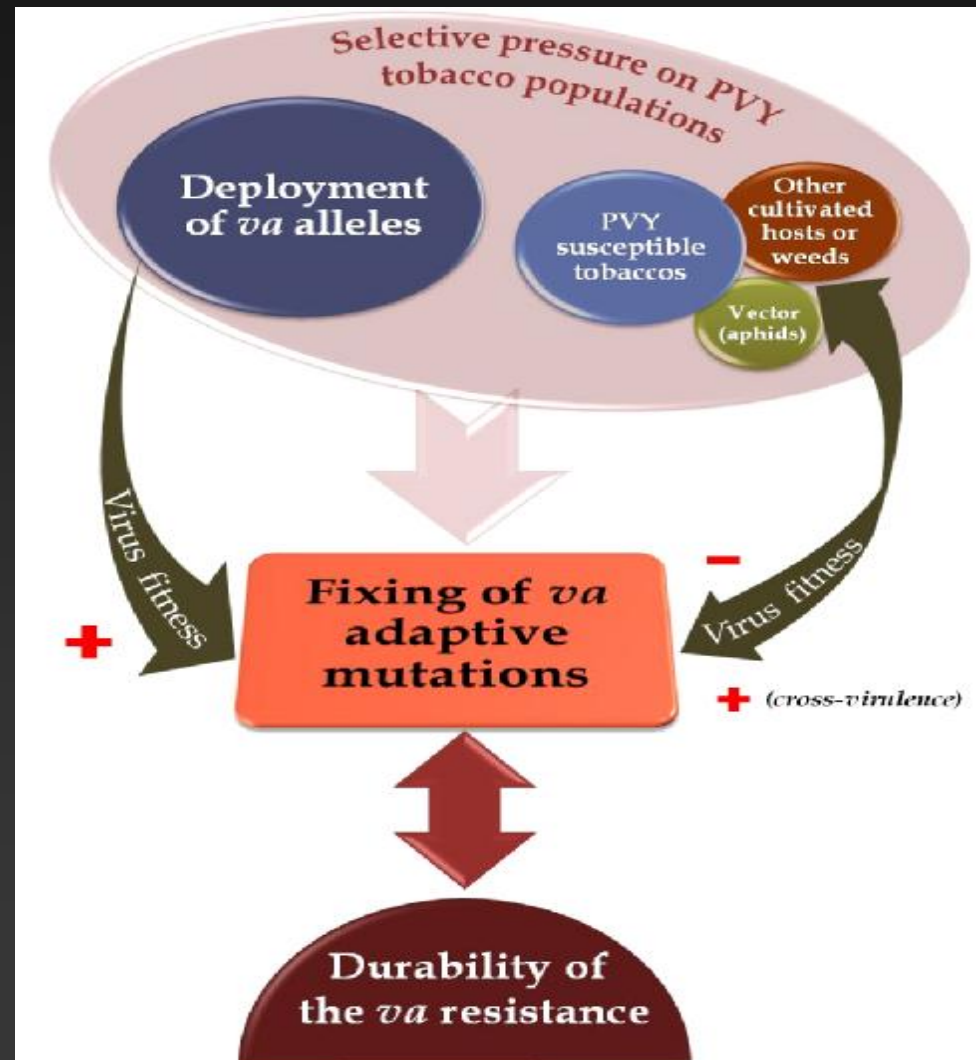 Selective pressure on PVY
tobacco populations
Deployment
of va alleles
PVY
susceptible
tobaccos
Other
cultivated
hosts or
weeds
Vector
(aphids)
Virus fitness
+
Fixing of va
adaptive
mutations
−
Virus fitness
+ (cross-virulence)
Durability of
the va resistance